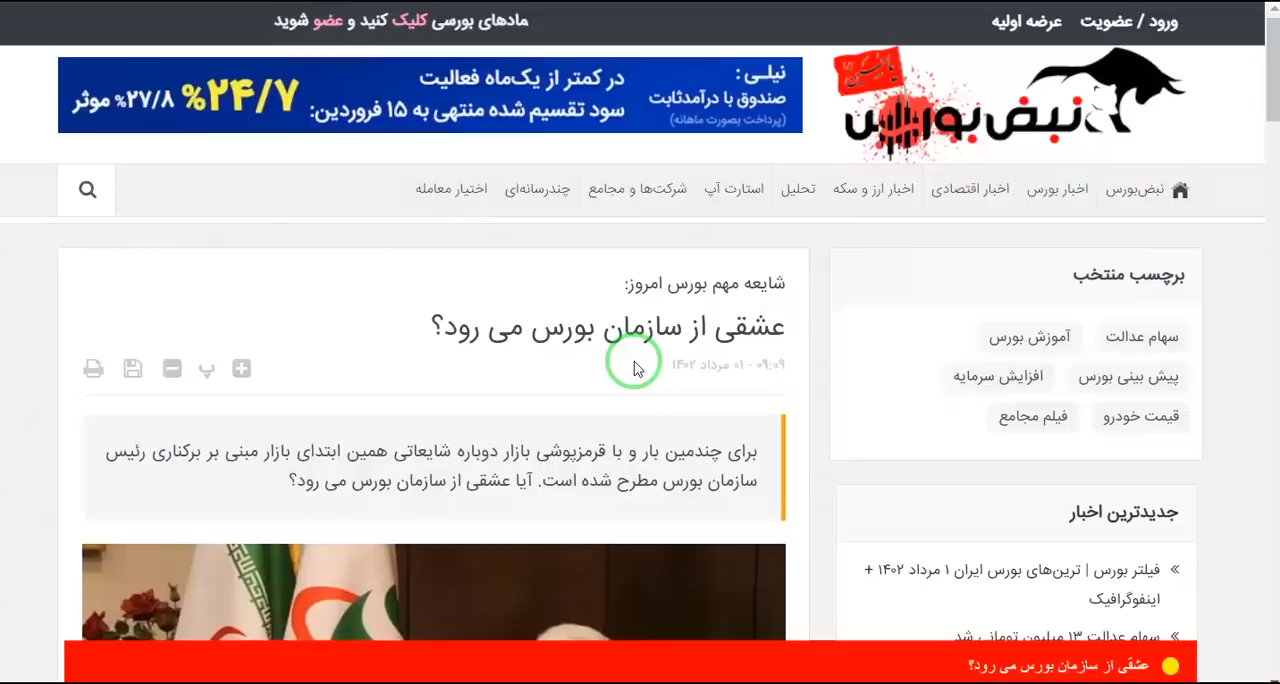 ورود / عضویت
عرضه اولیه
مادهای بورسی کلیک کنید و عضو شوید
نبض بورس
نیلی :
صندوق با درآمدثابت
(پرداخت بصورت ماهانه)
در کمتر از یک‌ماه فعالیت
سود تقسیم شده منتهی به ۱۵ فروردین:
%۲۴/۷
%۲۷/۸ موثر
نبض‌بورس
اخبار بورس
اخبار اقتصادی
اخبار ارز و سکه
تحلیل
استارت آپ
شرکت‌ها و مجامع
چندرسانه‌ای
اختیار معامله
شایعه مهم بورس امروز:
عشقی از سازمان بورس می رود؟
۰۹:۰۹ - ۰۱ مرداد ۱۴۰۲
پ
برای چندمین بار و با قرمزپوشی بازار دوباره شایعاتی همین ابتدای بازار مبنی بر برکناری رئیس
سازمان بورس مطرح شده است. آیا عشقی از سازمان بورس می رود؟
برچسب منتخب
سهام عدالت
آموزش بورس
پیش بینی بورس
افزایش سرمایه
قیمت خودرو
فیلم مجامع
جدیدترین اخبار
» فیلتر بورس | ترین‌های بورس ایران ۱ مرداد ۱۴۰۲ +
اینفوگرافیک
» سهام عدالت ۱۳ میلیون تومانی شد
عشقی از سازمان بورس می رود؟